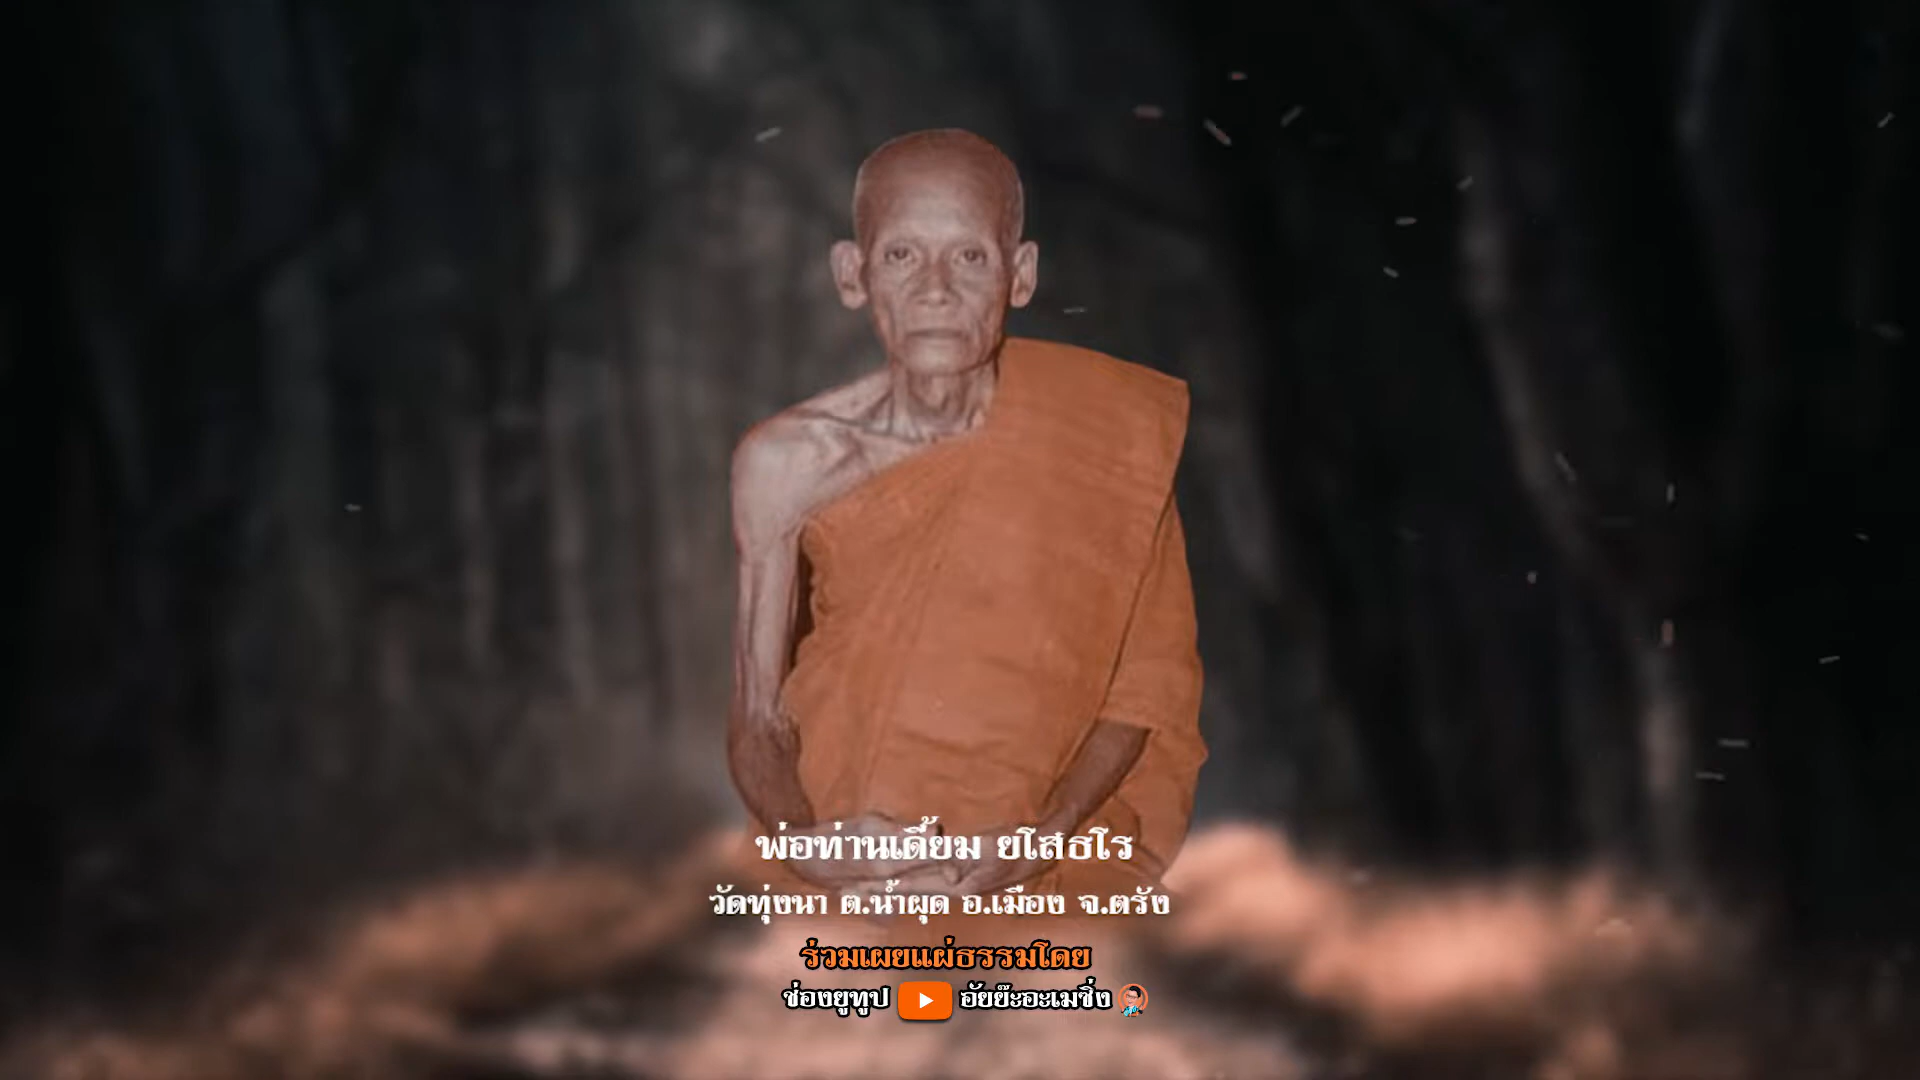 พ่อท่านเดี้ยม ยโสธโร
วัดทุ่งนา ต.น้ำผุด อ.เมือง จ.ตรัง
ร่วมเผยแผ่ธรรมโดย
ช่องยูทูป อัยย๊ะอะเมซิ่ง